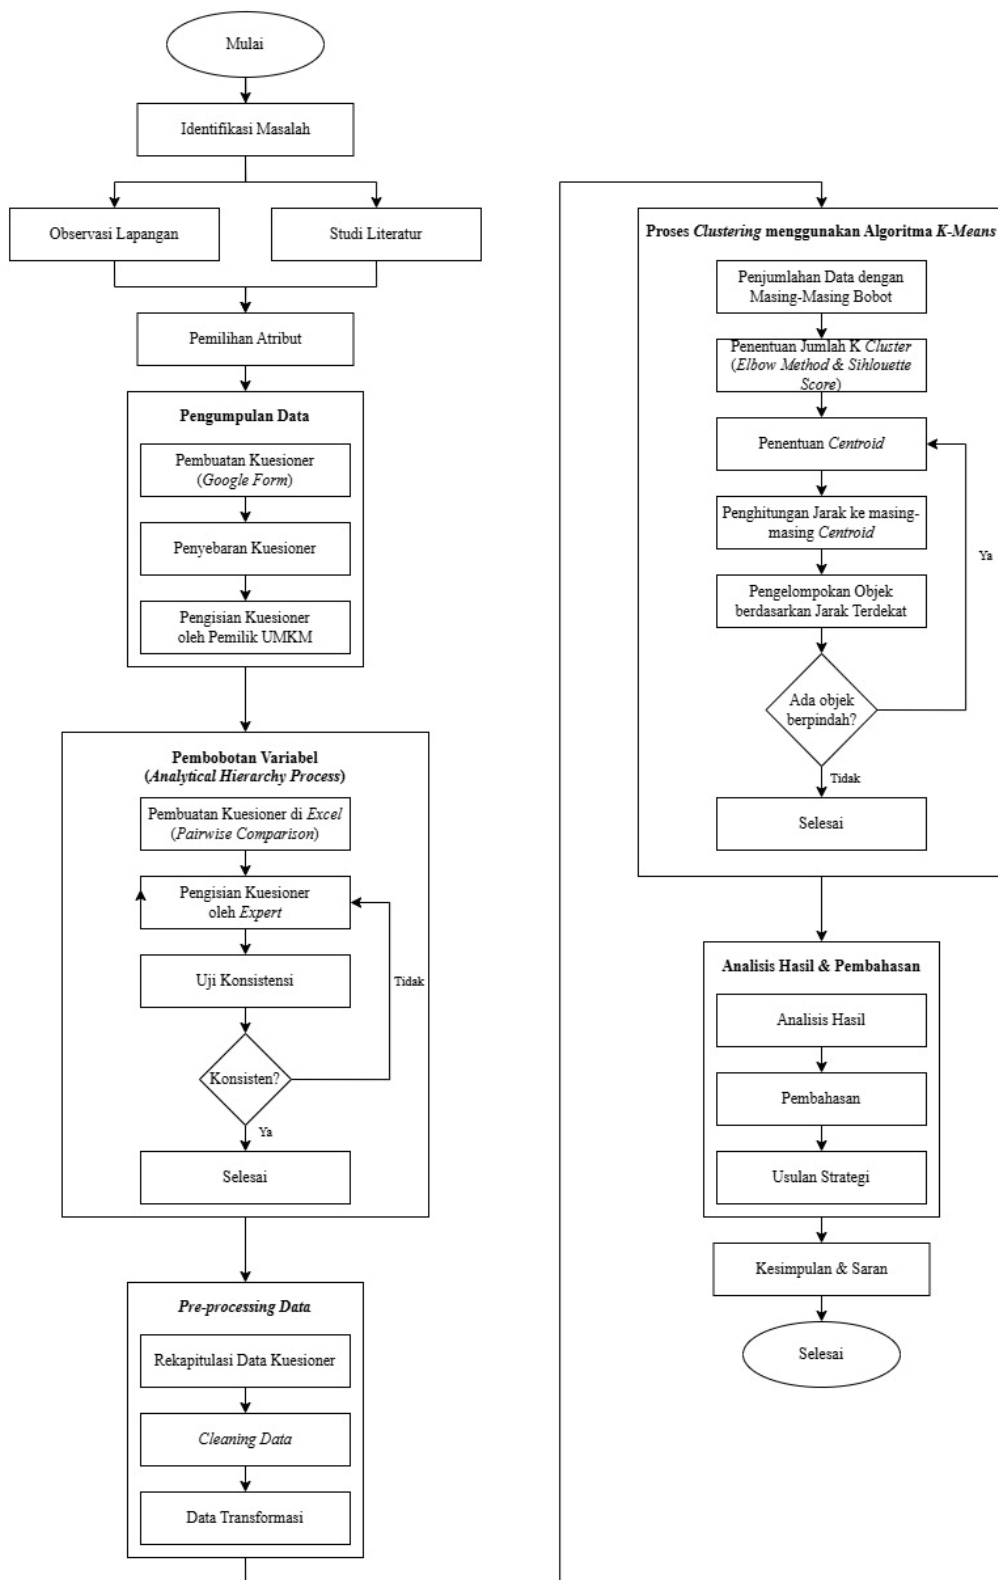 Mulai
Identifikasi Masalah
Observasi Lapangan
Studi Literatur
Pemilihan Atribut
Pengumpulan Data
Pembuatan Kuesioner
(Google Form)
Penyebaran Kuesioner
Pengisian Kuesioner
oleh Pemilik UMKM
Pembobotan Variabel
(Analytical Hierarchy Process)
Pembuatan Kuesioner di Excel
(Pairwise Comparison)
Pengisian Kuesioner
oleh Expert
Uji Konsistensi
Tidak
Konsisten?
Ya
Selesai
Pre-processing Data
Rekapitulasi Data Kuesioner
Cleaning Data
Data Transformasi
Proses Clustering menggunakan Algoritma K-Means
Penjumlahan Data dengan
Masing-Masing Bobot
Penentuan Jumlah K Cluster
(Elbow Method & Sihlouette
Score)
Penentuan Centroid
Penghitungan Jarak ke masing-
masing Centroid
Ya
Pengelompokan Objek
berdasarkan Jarak Terdekat
Ada objek
berpindah?
Tidak
Selesai
Analisis Hasil & Pembahasan
Analisis Hasil
Pembahasan
Usulan Strategi
Kesimpulan & Saran
Selesai